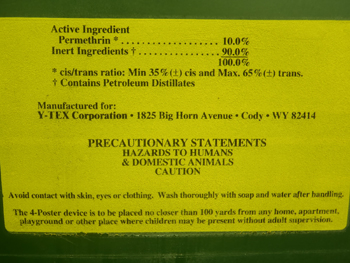 Active Ingredient
Permethrin * .................... 10.0%
Inert Ingredients † ................. 90.0%
100.0%
* cis/trans ratio: Min 35%(±) cis and Max. 65%(±) trans.
† Contains Petroleum Distillates
Manufactured for:
Y-TEX Corporation • 1825 Big Horn Avenue • Cody • WY 82414
PRECAUTIONARY STATEMENTS
HAZARDS TO HUMANS
& DOMESTIC ANIMALS
CAUTION
Avoid contact with skin, eyes or clothing. Wash thoroughly with soap and water after handling.
The 4-Poster device is to be placed no closer than 100 yards from any home, apartment,
playground or other place where children may be present without adult supervision.